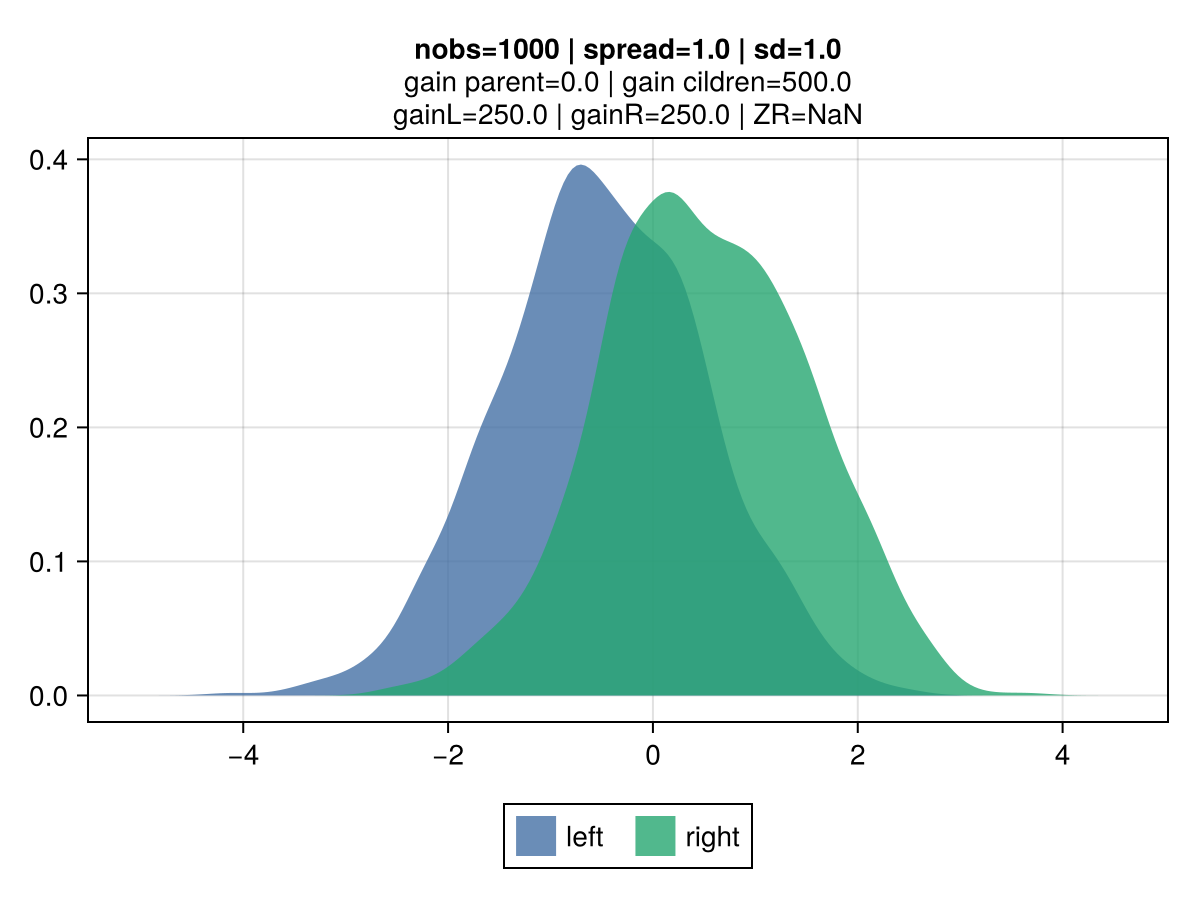 nobs=1000 | spread=1.0 | sd=1.0
gain parent=0.0 | gain cildren=500.0
gainL=250.0 | gainR=250.0 | ZR=NaN
0.4
0.3
0.2
0.1
0.0
−4 −2 0 2 4
left right